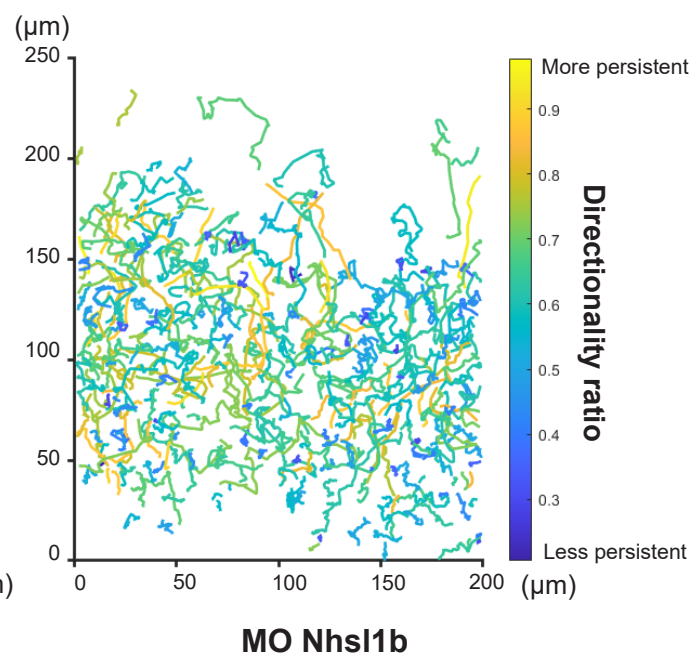 (μm)
250
200
150
100
50
0
0 50 100 150 200 (μm)
m)
MO Nhsl1b
More persistent
0.9
0.8
0.7
0.6
0.5
0.4
0.3
Less persistent
Directionality ratio